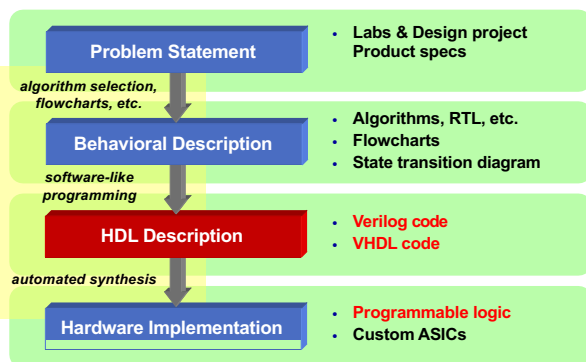 Problem Statement
• Labs & Design project
Product specs
algorithm selection,
flowcharts, etc.
Behavioral Description
• Algorithms, RTL, etc.
• Flowcharts
• State transition diagram
software-like
programming
HDL Description
• Verilog code
• VHDL code
automated synthesis
Hardware Implementation
• Programmable logic
• Custom ASICs